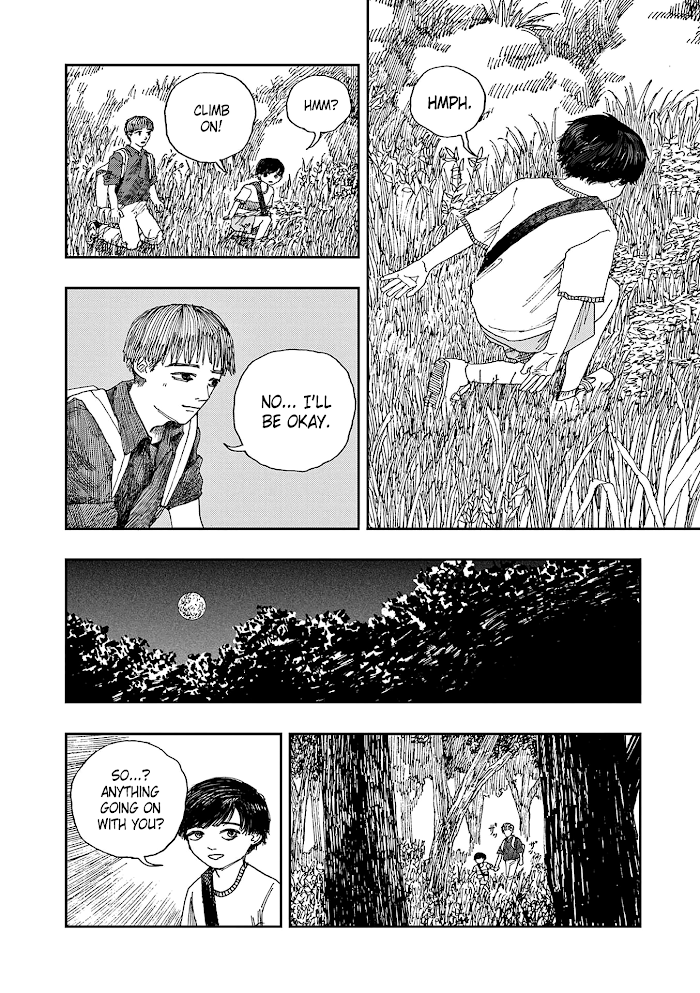 HMPH.
HMM?
CLIMB
ON!
NO... I'LL
BE OKAY.
SO...?
ANYTHING
GOING ON
WITH YOU?